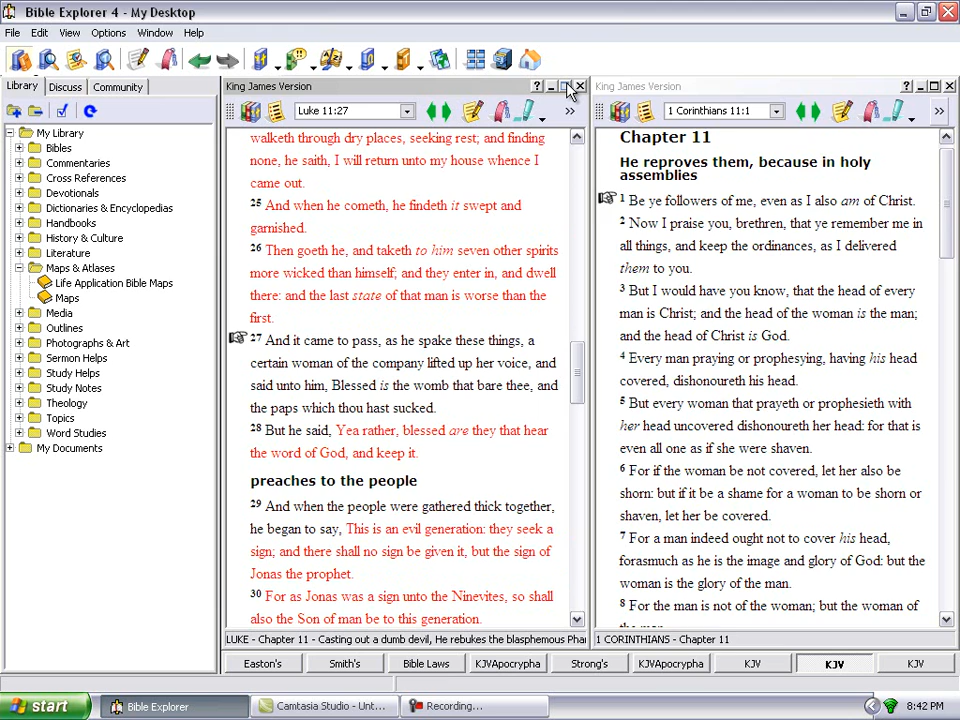 Bible Explorer 4 - My Desktop
File Edit View Options Window Help
Library Discuss Community
My Library
Bibles
Commentaries
Cross References
Devotionals
Dictionaries & Encyclopedias
Handbooks
History & Culture
Literature
Maps & Atlases
Life Application Bible Maps
Maps
Media
Outlines
Photographs & Art
Sermon Helps
Study Helps
Study Notes
Theology
Topics
Word Studies
My Documents
King James Version
Luke 11:27
walketh through dry places, seeking rest; and finding
none, he saith, I will return unto my house whence I
came out.
25 And when he cometh, he findeth it swept and
garnished.
26 Then goeth he, and taketh to him seven other spirits
more wicked than himself; and they enter in, and dwell
there: and the last state of that man is worse than the
first.
27 And it came to pass, as he spake these things, a
certain woman of the company lifted up her voice, and
said unto him, Blessed is the womb that bare thee, and
the paps which thou hast sucked.
28 But he said, Yea rather, blessed are they that hear
the word of God, and keep it.
preaches to the people
29 And when the people were gathered thick together,
he began to say, This is an evil generation: they seek a
sign; and there shall no sign be given it, but the sign of
Jonas the prophet.
30 For as Jonas was a sign unto the Ninevites, so shall
also the Son of man be to this generation.
LUKE - Chapter 11 - Casting out a dumb devil, He rebukes the blasphemous Phar
King James Version
1 Corinthians 11:1
Chapter 11
He reproves them, because in holy
assemblies
1 Be ye followers of me, even as I also am of Christ.
2 Now I praise you, brethren, that ye remember me in
all things, and keep the ordinances, as I delivered
them to you.
3 But I would have you know, that the head of every
man is Christ; and the head of the woman is the man;
and the head of Christ is God.
4 Every man praying or prophesying, having his head
covered, dishonoureth his head.
5 But every woman that prayeth or prophesieth with
her head uncovered dishonoureth her head: for that is
even all one as if she were shaven.
6 For if the woman be not covered, let her also be
shorn: but if it be a shame for a woman to be shorn or
shaven, let her be covered.
7 For a man indeed ought not to cover his head,
forasmuch as he is the image and glory of God: but the
woman is the glory of the man.
8 For the man is not of the woman; but the woman of
1 CORINTHIANS - Chapter 11
Easton's Smith's Bible Laws KJVApocrypha Strong's KJVApocrypha KJV KJV KJV
start Bible Explorer Camtasia Studio - Unt... Recording... 8:42 PM